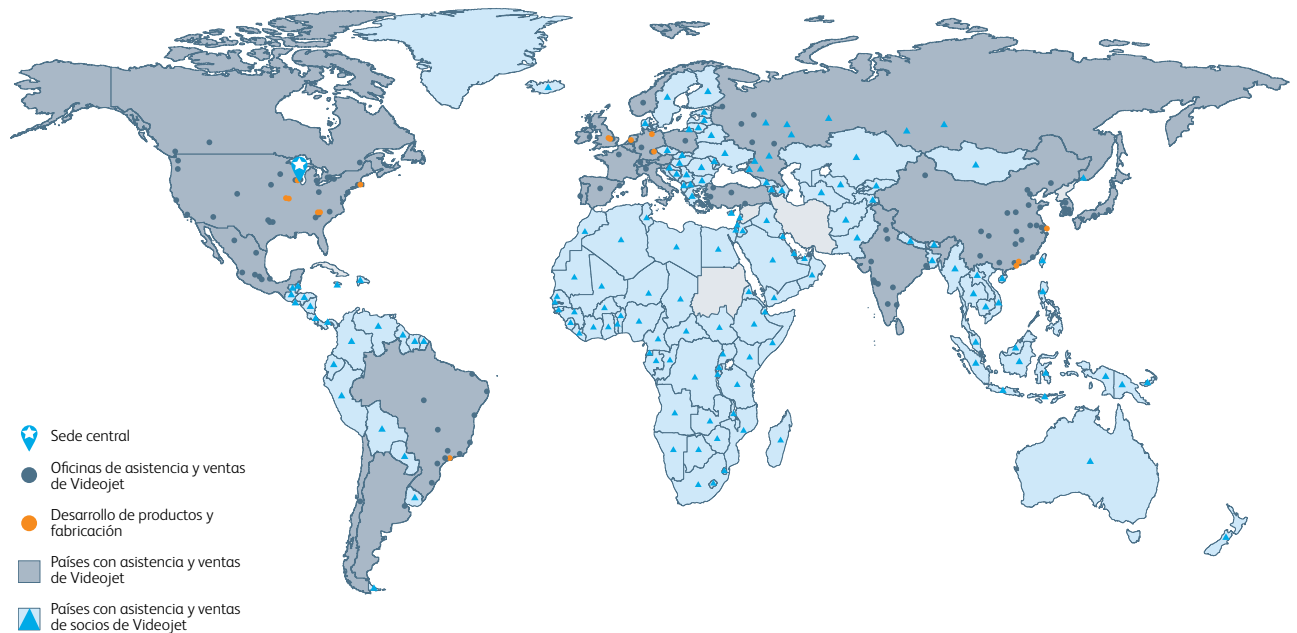 Sede central
Oficinas de asistencia y ventas
de Videojet
Desarrollo de productos y
fabricación
Países con asistencia y ventas
de Videojet
Países con asistencia y ventas
de socios de Videojet